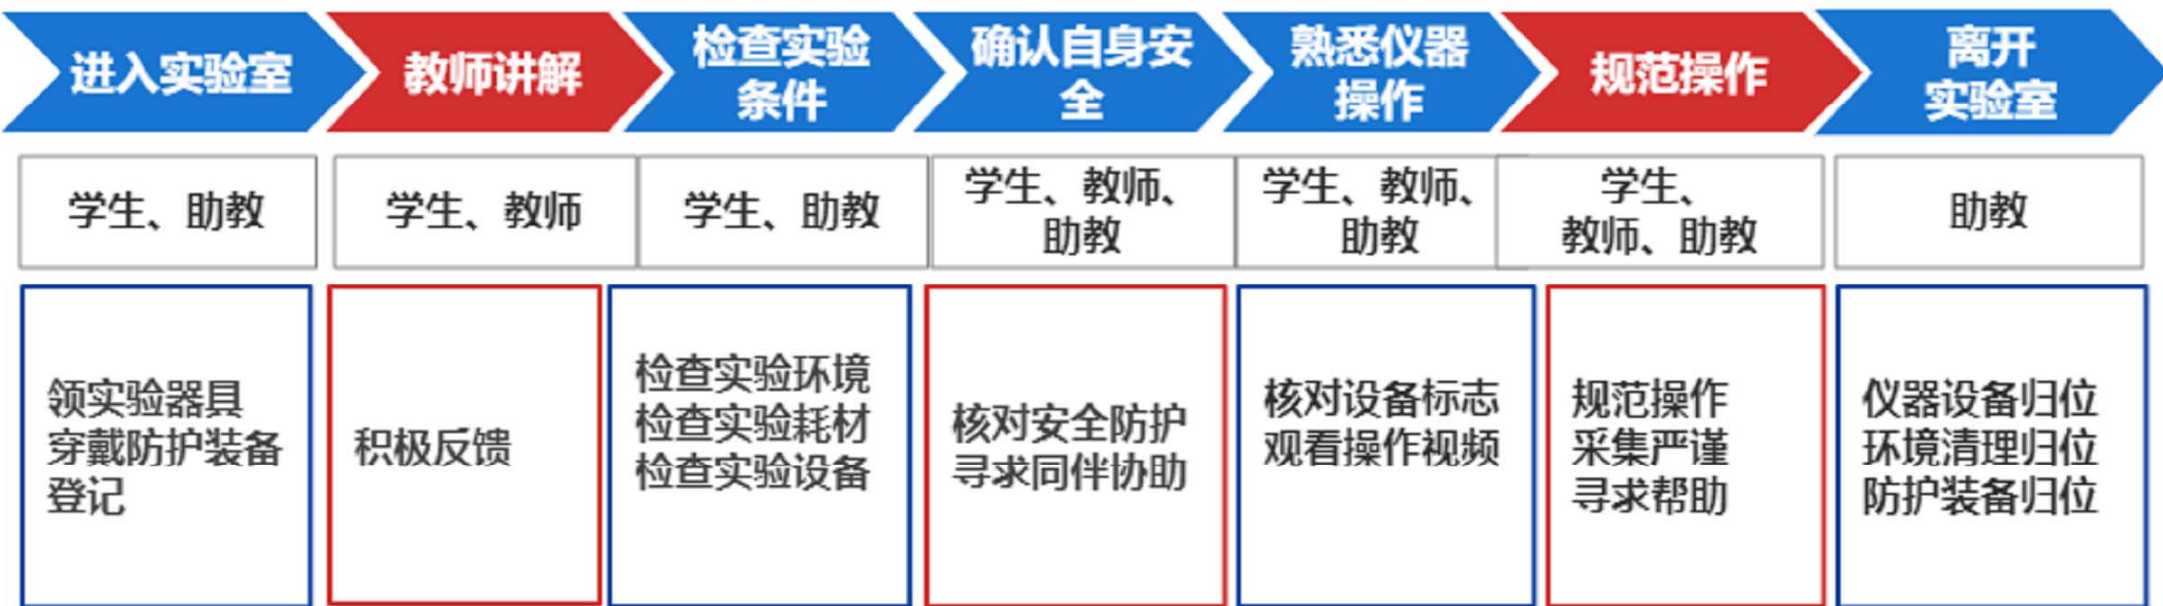 进入实验室
教师讲解
检查实验
条件
确认自身安
全
熟悉仪器
操作
规范操作
离开
实验室
学生、助教
学生、教师
学生、助教
学生、教师、
助教
学生、教师、
助教
学生、
教师、助教
助教
领实验器具
穿戴防护装备
登记
积极反馈
检查实验环境
检查实验耗材
检查实验设备
核对安全防护
寻求同伴协助
核对设备标志
观看操作视频
规范操作
采集严谨
寻求帮助
仪器设备归位
环境清理归位
防护装备归位